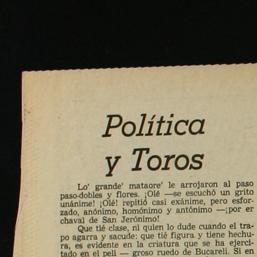 Política
y Toros
Lo' grande' mataore' le arrojaron al paso
paso-dobles y flores. ¡Olé —se escuchó un grito
unánime! ¡Olé! repitió casi exánime, pero esfor-
zado, anónimo, homónimo y antónimo —¡por er
chaval de San Jerónimo!
Que tié clase, ni quien lo dude cuando el tra-
po agarra y sacude: que tié figura y tiene hechu-
ra, es evidente en la criatura que se ha ejerci-
tado en el peli — groso ruedo de Bucareli. Si en